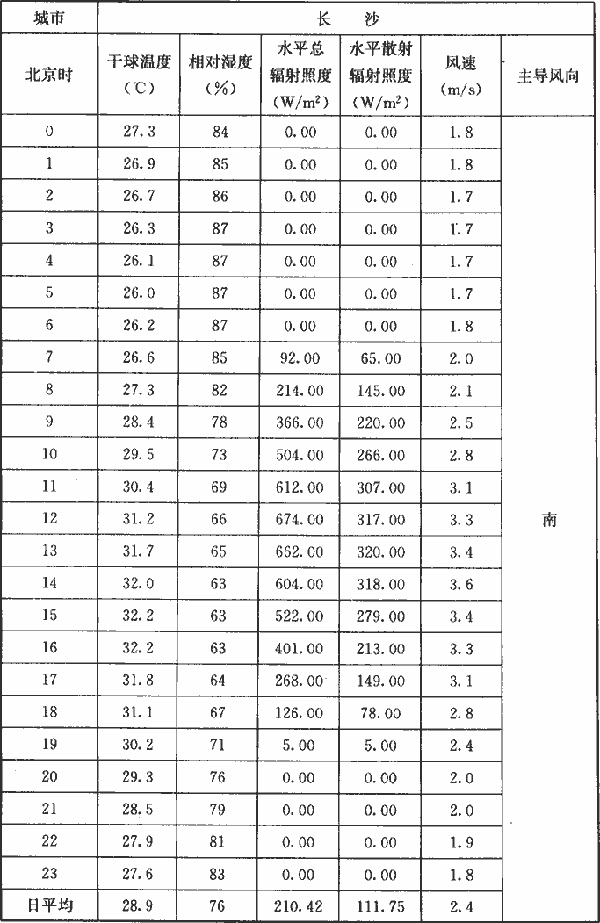 城市 长 沙
北京时 干球温度 相对湿度 水平总 水平散射 风速 主导风向
(℃) (%) 辐射照度 辐射照度 (m/s)
(W/m²) (W/m²)
0 27.3 84 0.00 0.00 1.8
1 26.9 85 0.00 0.00 1.8
2 26.7 86 0.00 0.00 1.7
3 26.3 87 0.00 0.00 1.7
4 26.1 87 0.00 0.00 1.7
5 26.0 87 0.00 0.00 1.7
6 26.2 87 0.00 0.00 1.8
7 26.6 85 92.00 65.00 2.0
8 27.3 82 214.00 145.00 2.1
9 28.4 78 366.00 220.00 2.5
10 29.5 73 504.00 266.00 2.8
11 30.4 69 612.00 307.00 3.1
12 31.2 66 674.00 317.00 3.3 南
13 31.7 65 662.00 320.00 3.4
14 32.0 63 604.00 318.00 3.6
15 32.2 63 522.00 279.00 3.4
16 32.2 63 401.00 213.00 3.3
17 31.8 64 268.00 149.00 3.1
18 31.1 67 126.00 78.00 2.8
19 30.2 71 5.00 5.00 2.4
20 29.3 76 0.00 0.00 2.0
21 28.5 79 0.00 0.00 2.0
22 27.9 81 0.00 0.00 1.9
23 27.6 83 0.00 0.00 1.8
日平均 28.9 76 210.42 111.75 2.4